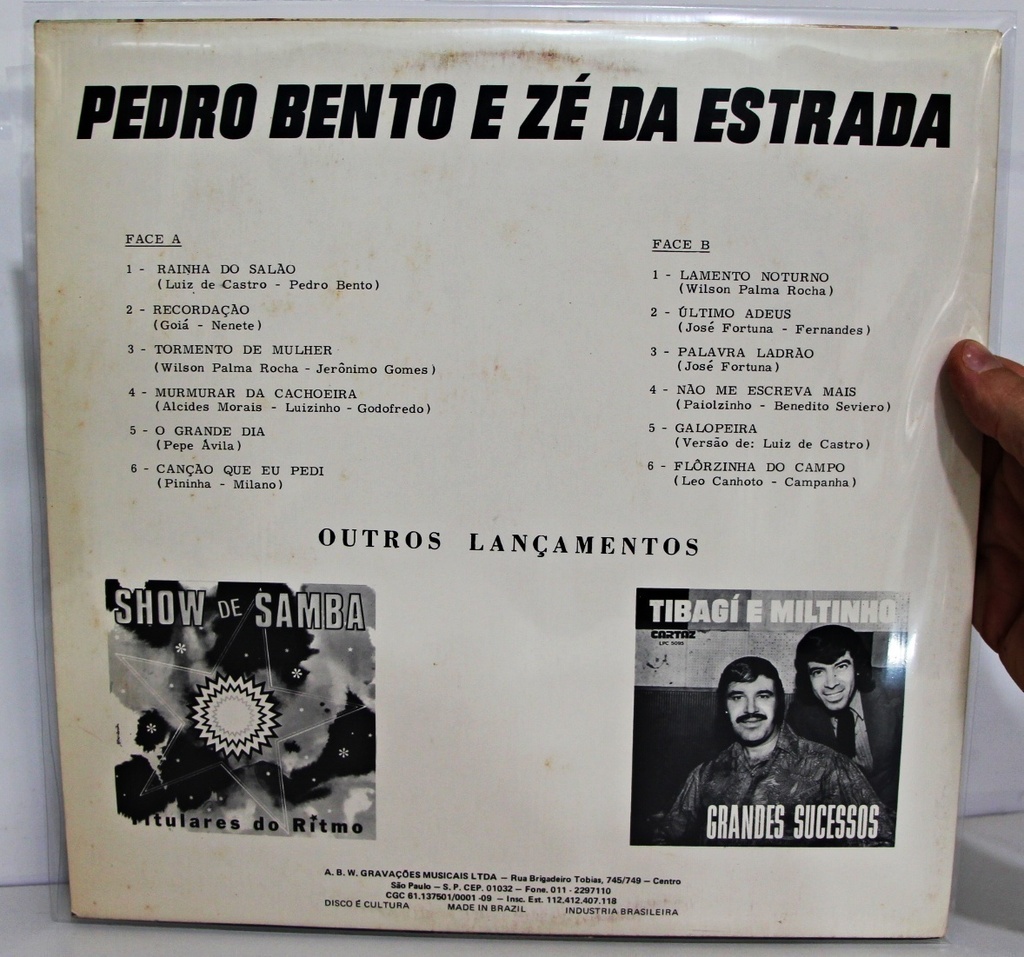 PEDRO BENTO E ZÉ DA ESTRADA
FACE A
1 - RAINHA DO SALÃO
(Luiz de Castro - Pedro Bento)
2 - RECORDAÇÃO
(Goiá - Nenete)
3 - TORMENTO DE MULHER
(Wilson Palma Rocha - Jerônimo Gomes)
4 - MURMURAR DA CACHOEIRA
(Alcides Morais - Luizinho - Godofredo)
5 - O GRANDE DIA
(Pepe Ávila)
6 - CANÇÃO QUE EU PEDI
(Pininha - Milano)
FACE B
1 - LAMENTO NOTURNO
(Wilson Palma Rocha)
2 - ÚLTIMO ADEUS
(José Fortuna - Fernandes)
3 - PALAVRA LADRÃO
(José Fortuna)
4 - NÃO ME ESCREVA MAIS
(Paiolzinho - Benedito Seviero)
5 - GALOPEIRA
(Versão de: Luiz de Castro)
6 - FLÔRZINHA DO CAMPO
(Leo Canhoto - Campanha)
OUTROS LANÇAMENTOS
SHOW DE SAMBA
Titulares do Ritmo
TIBAGÍ E MILTINHO
CARTAZ
LPC 5095
GRANDES SUCESSOS
A. B. W. GRAVAÇÕES MUSICAIS LTDA — Rua Brigadeiro Tobias, 745/749 — Centro
São Paulo — S. P. CEP. 01032 — Fone. 011 - 2297110
CGC 61.137501/0001 -09 — Insc. Est. 112.412.407.118
DISCO É CULTURA MADE IN BRAZIL INDUSTRIA BRASILEIRA